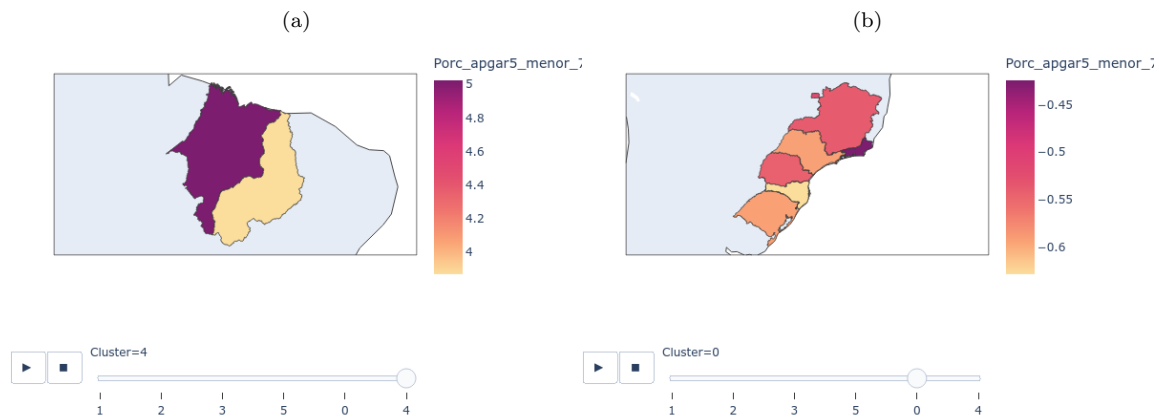 (a)
Porc_apgar5_menor_7
5
4.8
4.6
4.4
4.2
4
▶
■
Cluster=4
1 2 3 5 0 4
(b)
Porc_apgar5_menor_7
−0.45
−0.5
−0.55
−0.6
▶
■
Cluster=0
1 2 3 5 0 4